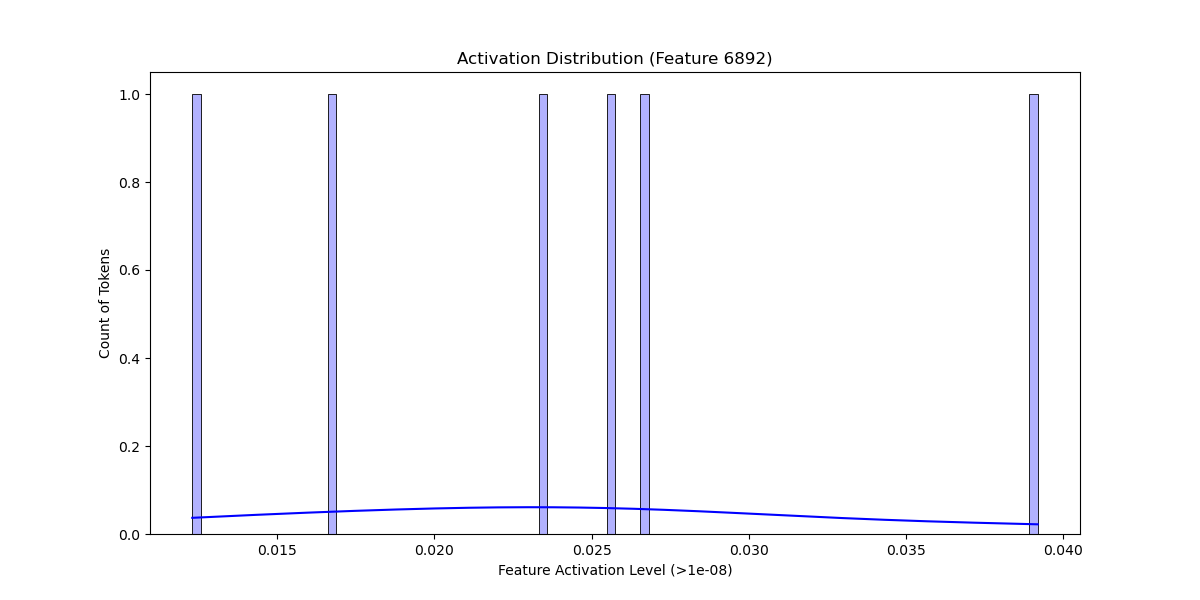 Activation Distribution (Feature 6892)
1.0
0.8
0.6
0.4
0.2
0.0
Count of Tokens
0.015 0.020 0.025 0.030 0.035 0.040
Feature Activation Level (>1e-08)